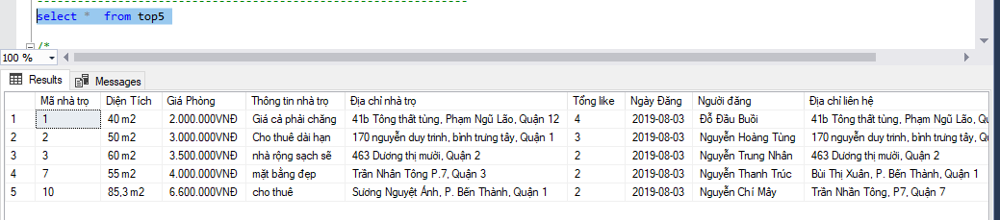 select * from top5
/*
100 %
Results Messages
Mã nhà trọ Diện Tích Giá Phòng Thông tin nhà trọ Địa chỉ nhà trọ Tổng like Ngày Đăng Người đăng Địa chỉ liên hệ
1 1 40 m2 2.000.000VNĐ Giá cả phải chăng 41b Tông thất tùng, Phạm Ngũ Lão, Quận 12 4 2019-08-03 Đỗ Đầu Buồi 41b Tông thất tùng, Phạm Ngũ Lão, Qu
2 2 50 m2 3.000.000VNĐ Cho thuê dài hạn 170 nguyễn duy trinh, bình trưng tây, Quận 1 3 2019-08-03 Nguyễn Hoàng Tùng 170 nguyễn duy trinh, bình trưng tây, Q
3 3 60 m2 3.500.000VNĐ nhà rộng sạch sẽ 463 Dương thị mười, Quận 2 2 2019-08-03 Nguyễn Trung Nhân 463 Dương thị mười, Quận 2
4 7 55 m2 4.000.000VNĐ mặt bằng đẹp Trần Nhân Tông P.7, Quận 3 2 2019-08-03 Nguyễn Thanh Trúc Bùi Thị Xuân, P. Bến Thành, Quận 1
5 10 85,3 m2 6.600.000VNĐ cho thuê Sương Nguyệt Ánh, P. Bến Thành, Quận 1 2 2019-08-03 Nguyễn Chí Mây Trần Nhân Tông, P7, Quận 7